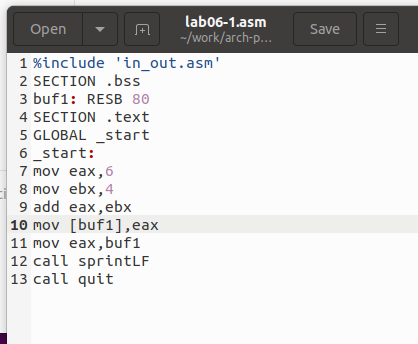 Open
lab06-1.asm
~/work/arch-p...
Save
1 %include 'in_out.asm'
2 SECTION .bss
3 buf1: RESB 80
4 SECTION .text
5 GLOBAL _start
6 _start:
7 mov eax,6
8 mov ebx,4
9 add eax,ebx
10 mov [buf1],eax
11 mov eax,buf1
12 call sprintLF
13 call quit